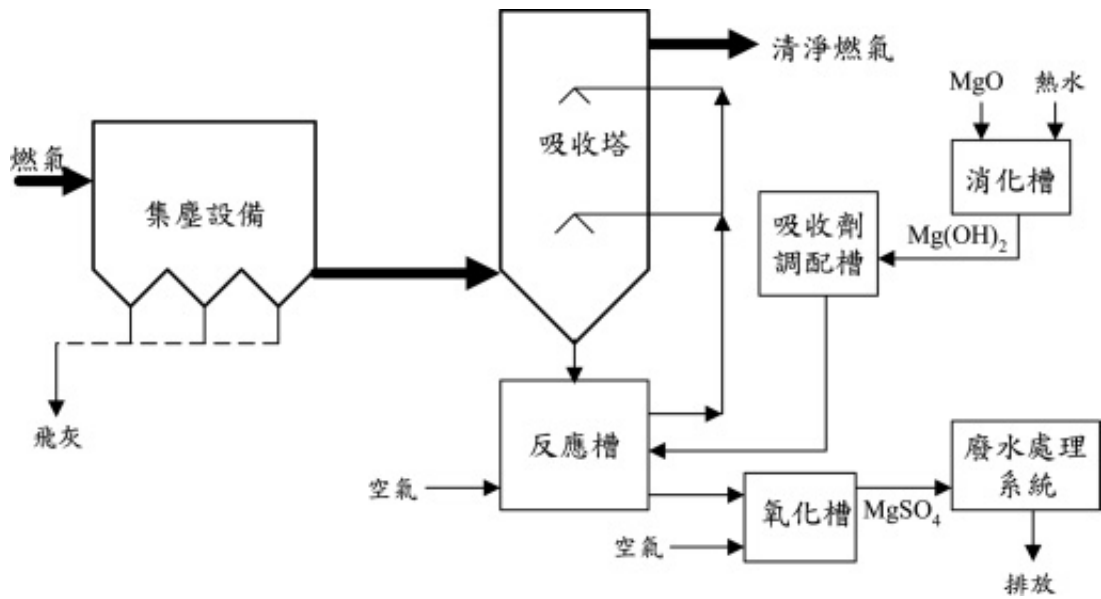 清淨燃氣
MgO
熱水
燃氣
集塵設備
吸收塔
消化槽
吸收劑
調配槽
Mg(OH)₂
飛灰
反應槽
空氣
氧化槽
MgSO₄
廢水處理
系統
空氣
排放